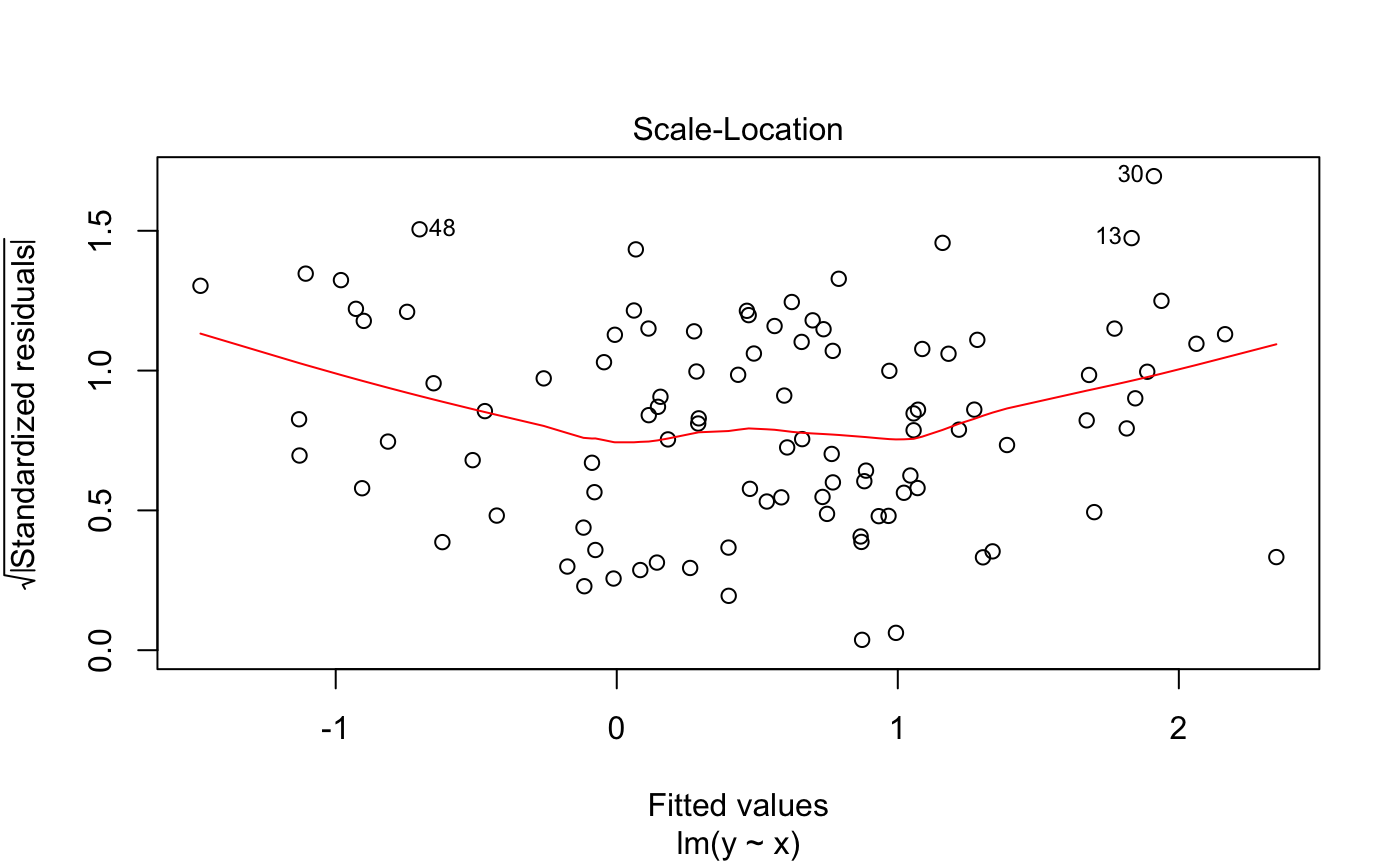 Scale-Location
30
48
13
√|Standardized residuals|
1.5
1.0
0.5
0.0
-1 0 1 2
Fitted values
lm(y ~ x)